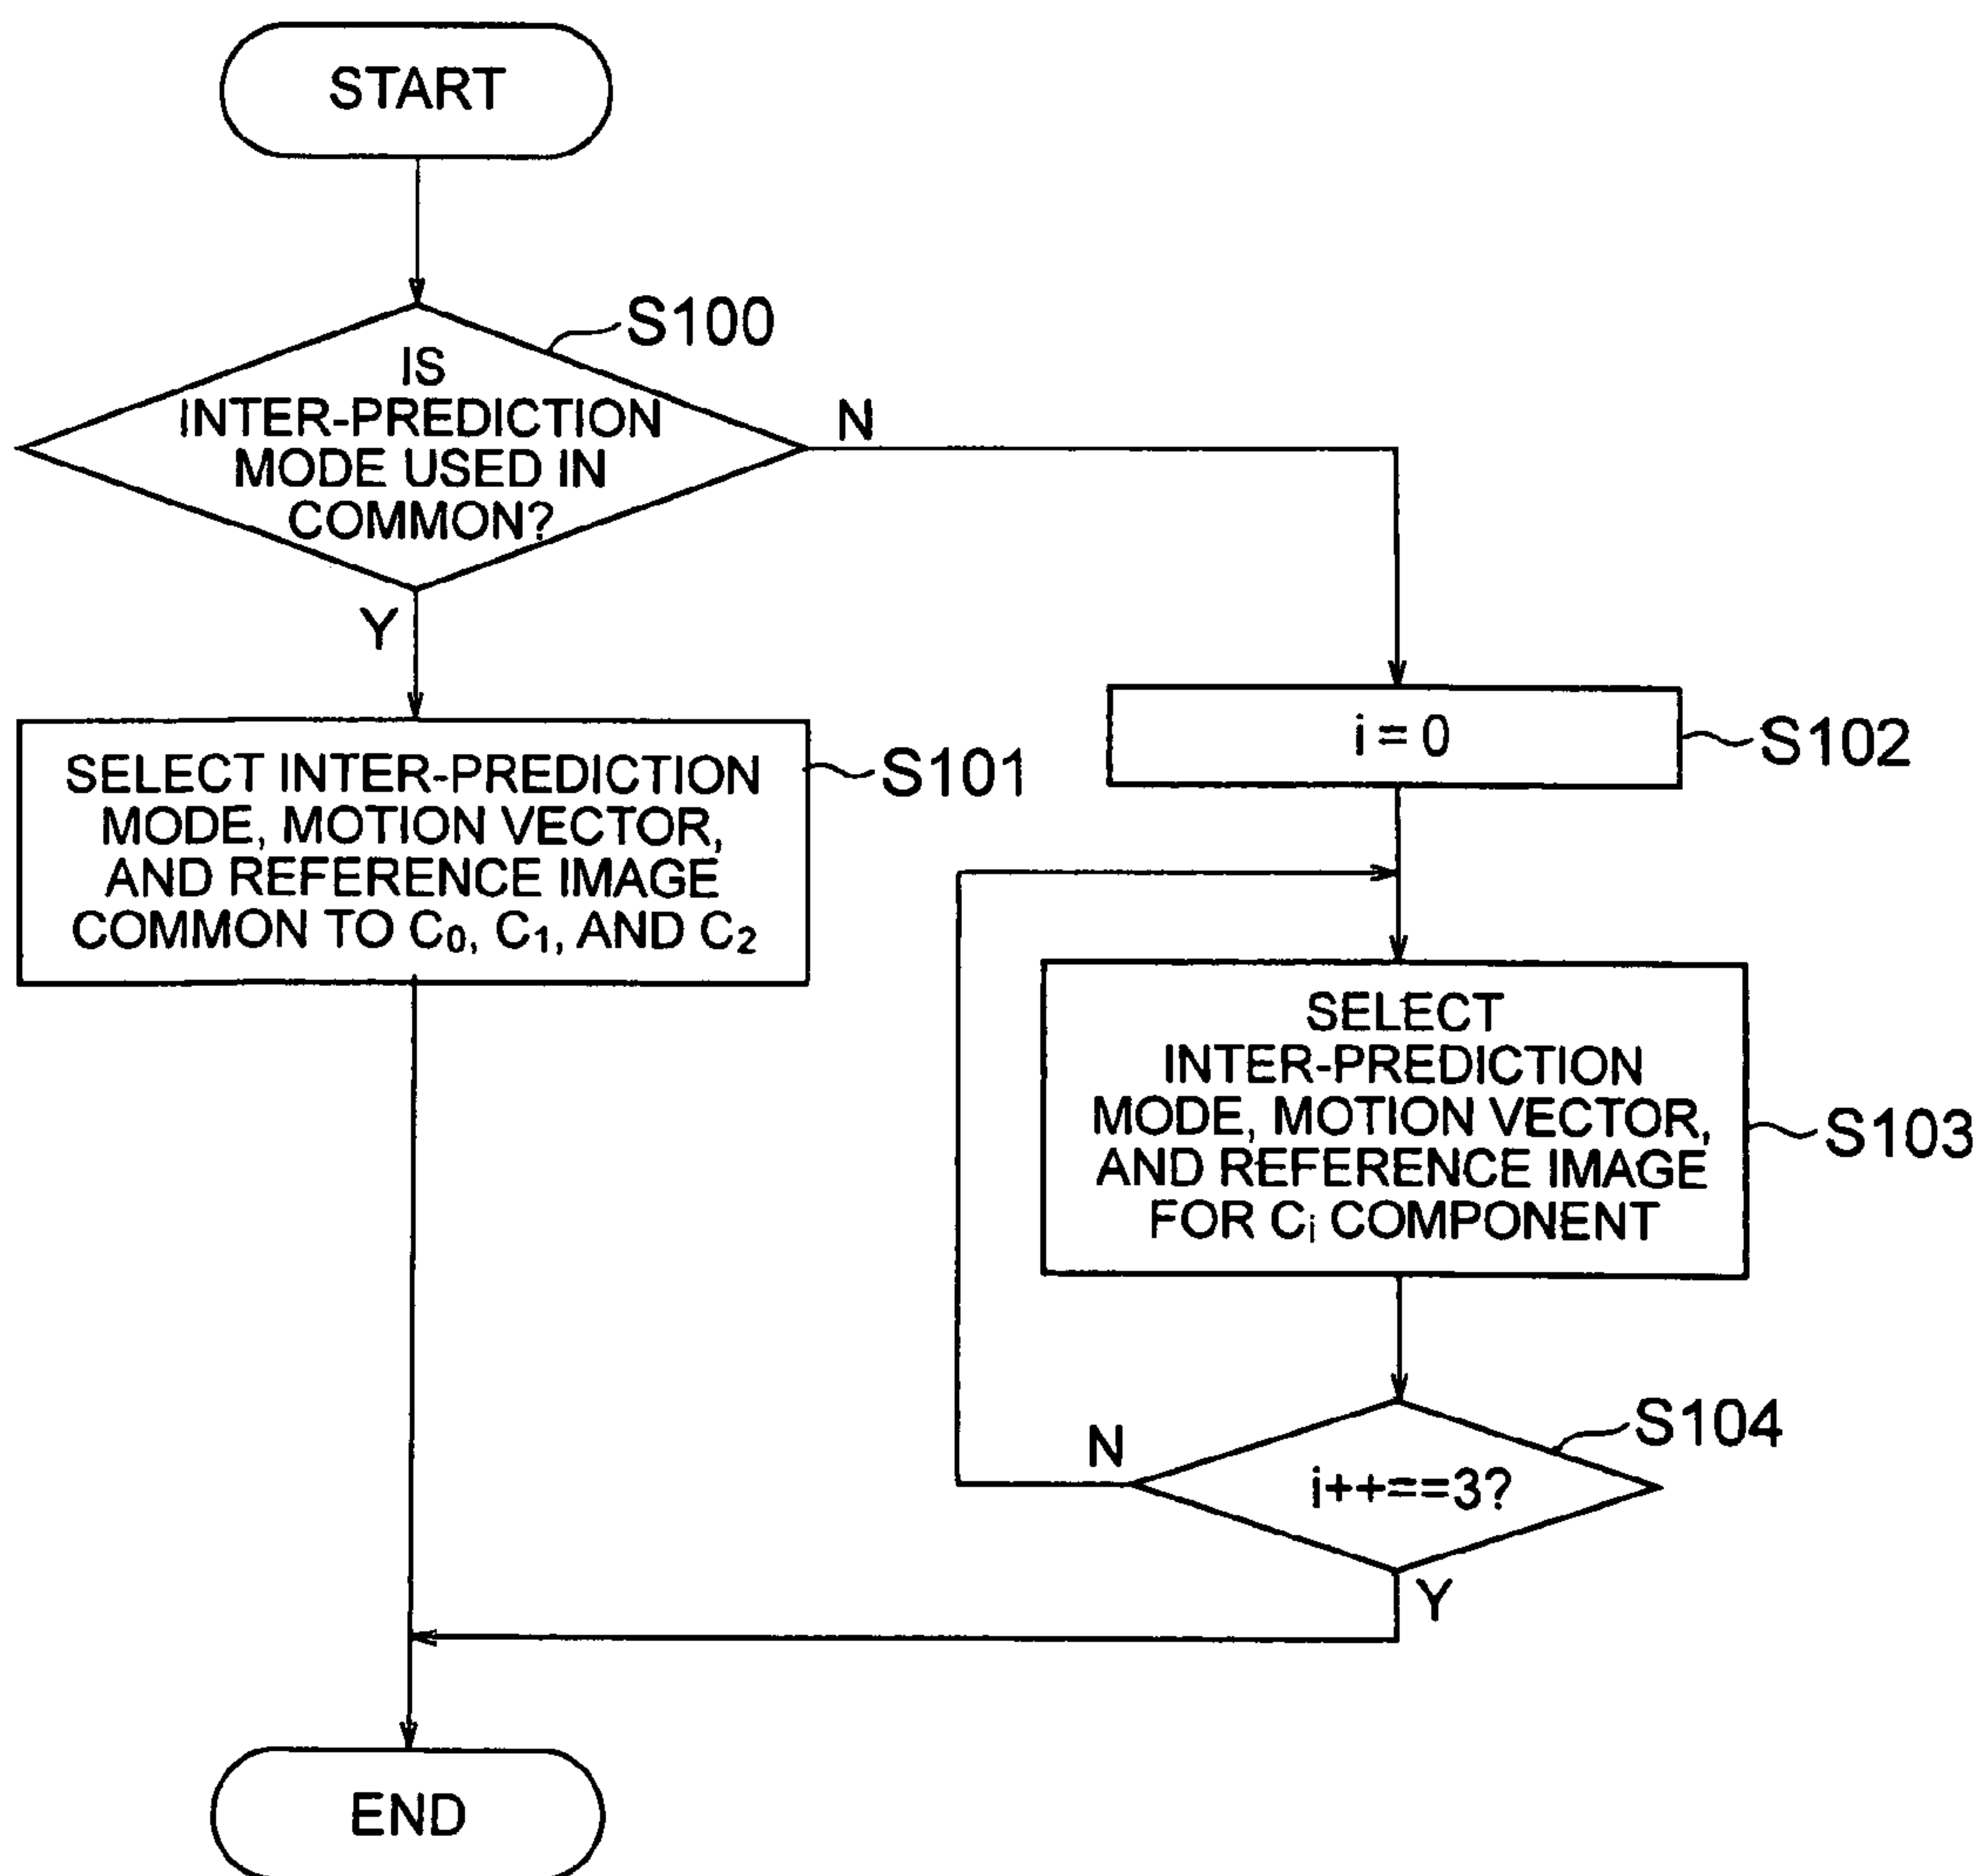 START
S100
IS
INTER-PREDICTION
MODE USED IN
COMMON?
N
Y
SELECT INTER-PREDICTION
MODE, MOTION VECTOR,
AND REFERENCE IMAGE
COMMON TO C₀, C₁, AND C₂
S101
i = 0
S102
SELECT
INTER-PREDICTION
MODE, MOTION VECTOR,
AND REFERENCE IMAGE
FOR Cᵢ COMPONENT
S103
S104
N
i++==3?
Y
END